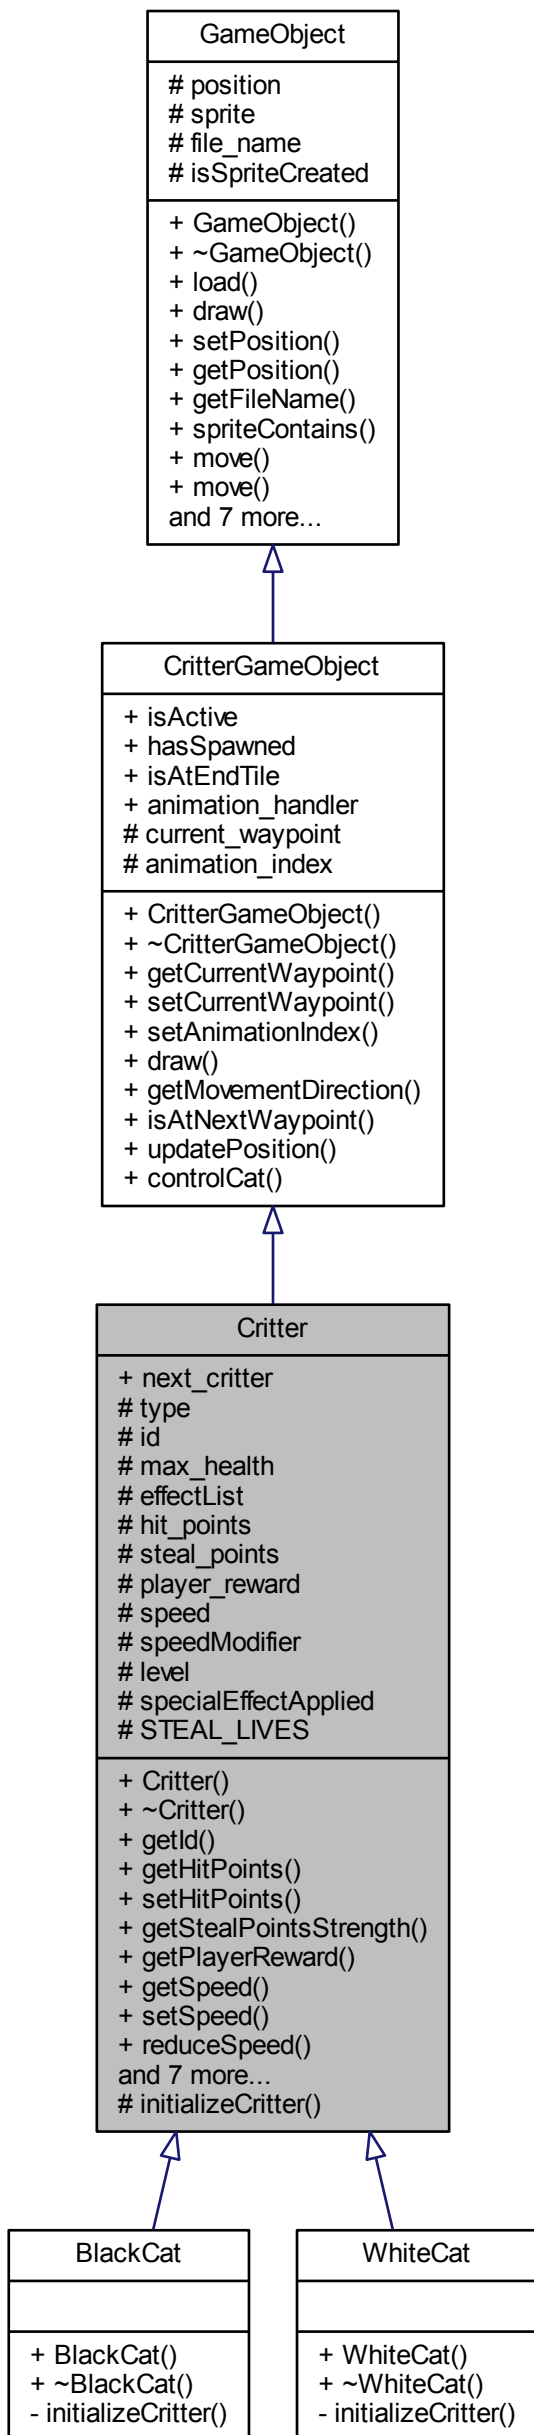 GameObject
# position
# sprite
# file_name
# isSpriteCreated
+ GameObject()
+ ~GameObject()
+ load()
+ draw()
+ setPosition()
+ getPosition()
+ getFileName()
+ spriteContains()
+ move()
+ move()
and 7 more...
CritterGameObject
+ isActive
+ hasSpawned
+ isAtEndTile
+ animation_handler
# current_waypoint
# animation_index
+ CritterGameObject()
+ ~CritterGameObject()
+ getCurrentWaypoint()
+ setCurrentWaypoint()
+ setAnimationIndex()
+ draw()
+ getMovementDirection()
+ isAtNextWaypoint()
+ updatePosition()
+ controlCat()
Critter
+ next_critter
# type
# id
# max_health
# effectList
# hit_points
# steal_points
# player_reward
# speed
# speedModifier
# level
# specialEffectApplied
# STEAL_LIVES
+ Critter()
+ ~Critter()
+ getId()
+ getHitPoints()
+ setHitPoints()
+ getStealPointsStrength()
+ getPlayerReward()
+ getSpeed()
+ setSpeed()
+ reduceSpeed()
and 7 more...
# initializeCritter()
BlackCat
+ BlackCat()
+ ~BlackCat()
- initializeCritter()
WhiteCat
+ WhiteCat()
+ ~WhiteCat()
- initializeCritter()